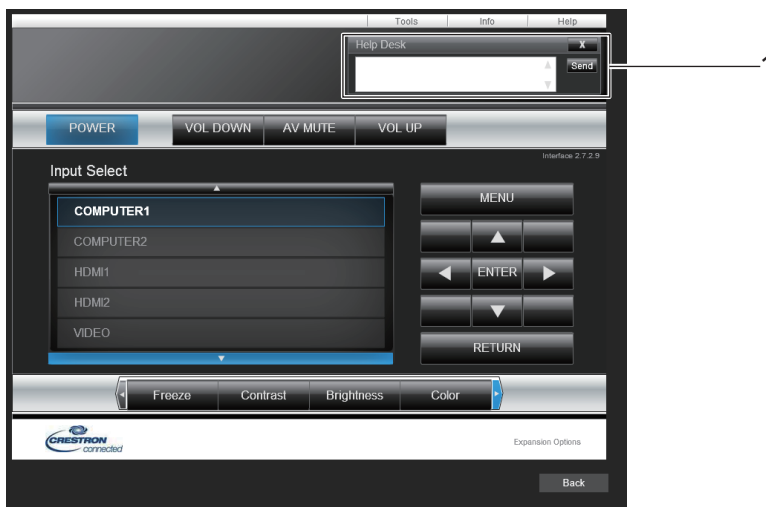 Tools Info Help
Help Desk X
Send
1
POWER VOL DOWN AV MUTE VOL UP
Interface 2.7.2.9
Input Select
COMPUTER1
COMPUTER2
HDMI1
HDMI2
VIDEO
MENU
ENTER
RETURN
Freeze Contrast Brightness Color
CRESTRON
connected
Expansion Options
Back